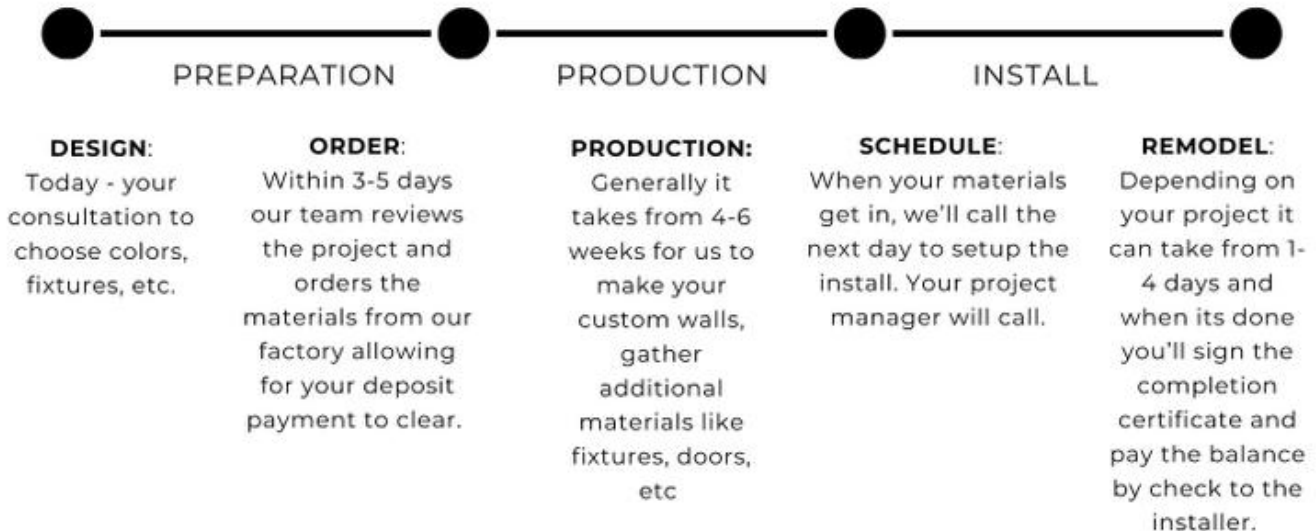 PREPARATION
PRODUCTION
INSTALL
DESIGN:
Today - your
consultation to
choose colors,
fixtures, etc.
ORDER:
Within 3-5 days
our team reviews
the project and
orders the
materials from our
factory allowing
for your deposit
payment to clear.
PRODUCTION:
Generally it
takes from 4-6
weeks for us to
make your
custom walls,
gather
additional
materials like
fixtures, doors,
etc
SCHEDULE:
When your materials
get in, we'll call the
next day to setup the
install. Your project
manager will call.
REMODEL:
Depending on
your project it
can take from 1-
4 days and
when its done
you'll sign the
completion
certificate and
pay the balance
by check to the
installer.